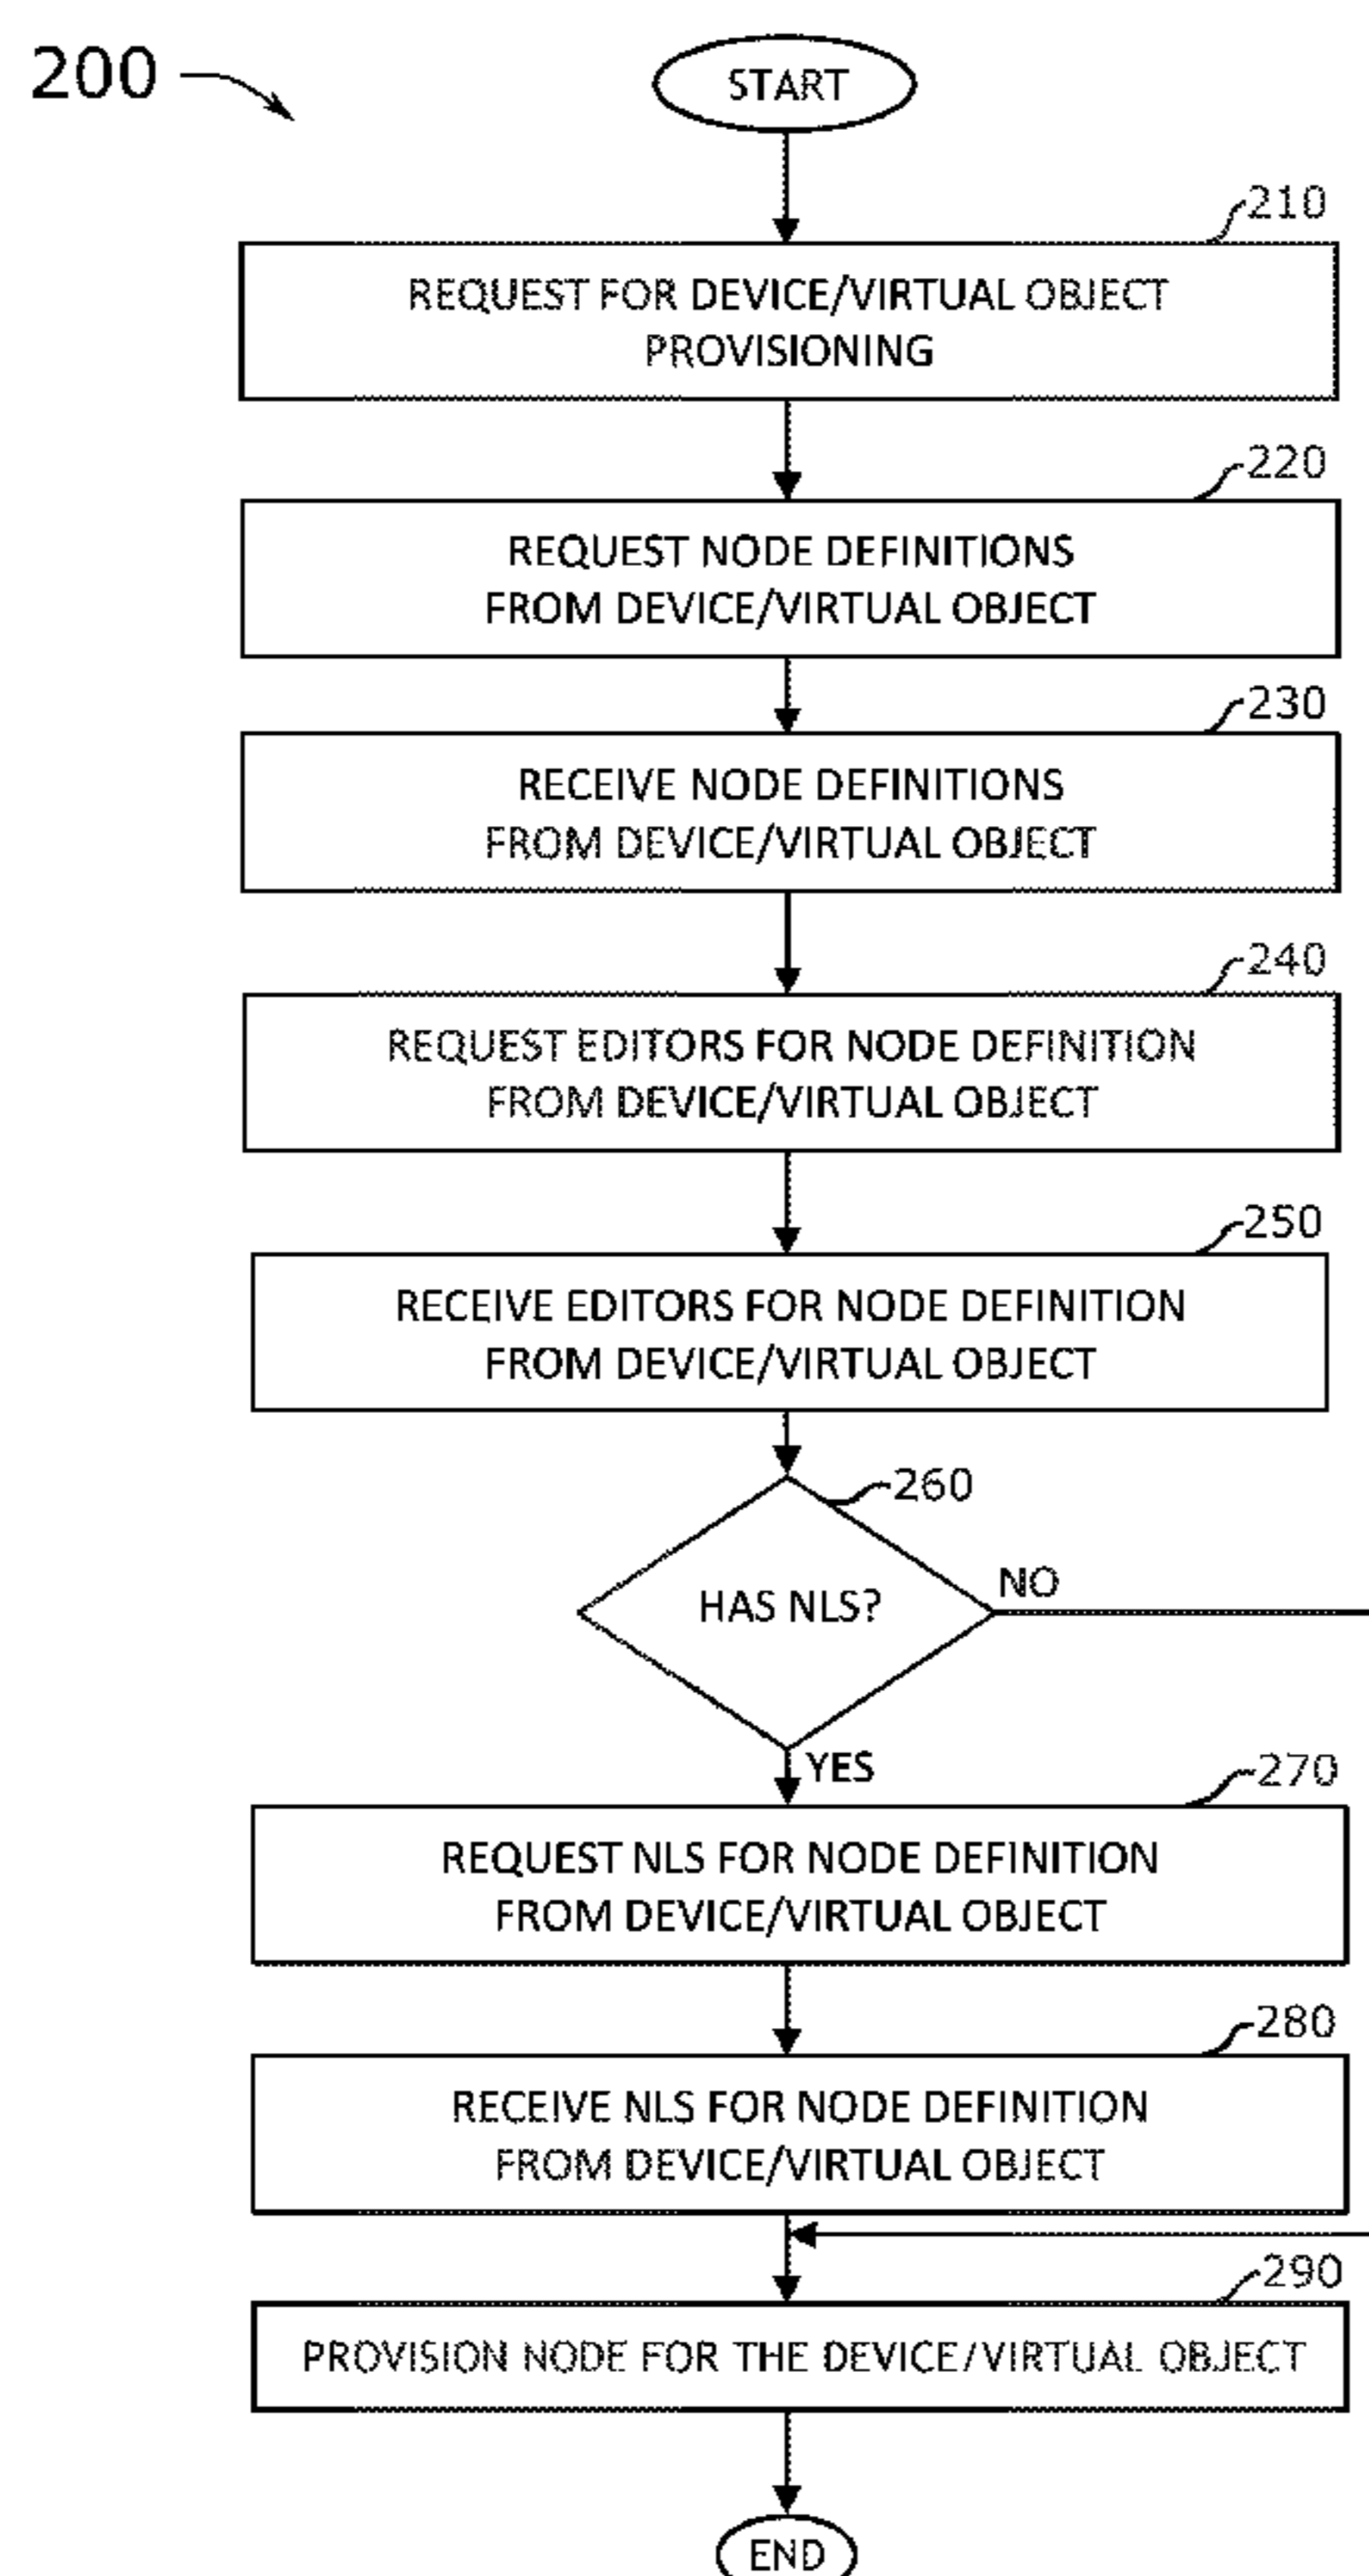 200
START
210
REQUEST FOR DEVICE/VIRTUAL OBJECT
PROVISIONING
220
REQUEST NODE DEFINITIONS
FROM DEVICE/VIRTUAL OBJECT
230
RECEIVE NODE DEFINITIONS
FROM DEVICE/VIRTUAL OBJECT
240
REQUEST EDITORS FOR NODE DEFINITION
FROM DEVICE/VIRTUAL OBJECT
250
RECEIVE EDITORS FOR NODE DEFINITION
FROM DEVICE/VIRTUAL OBJECT
260
HAS NLS?
NO
YES
270
REQUEST NLS FOR NODE DEFINITION
FROM DEVICE/VIRTUAL OBJECT
280
RECEIVE NLS FOR NODE DEFINITION
FROM DEVICE/VIRTUAL OBJECT
290
PROVISION NODE FOR THE DEVICE/VIRTUAL OBJECT
END